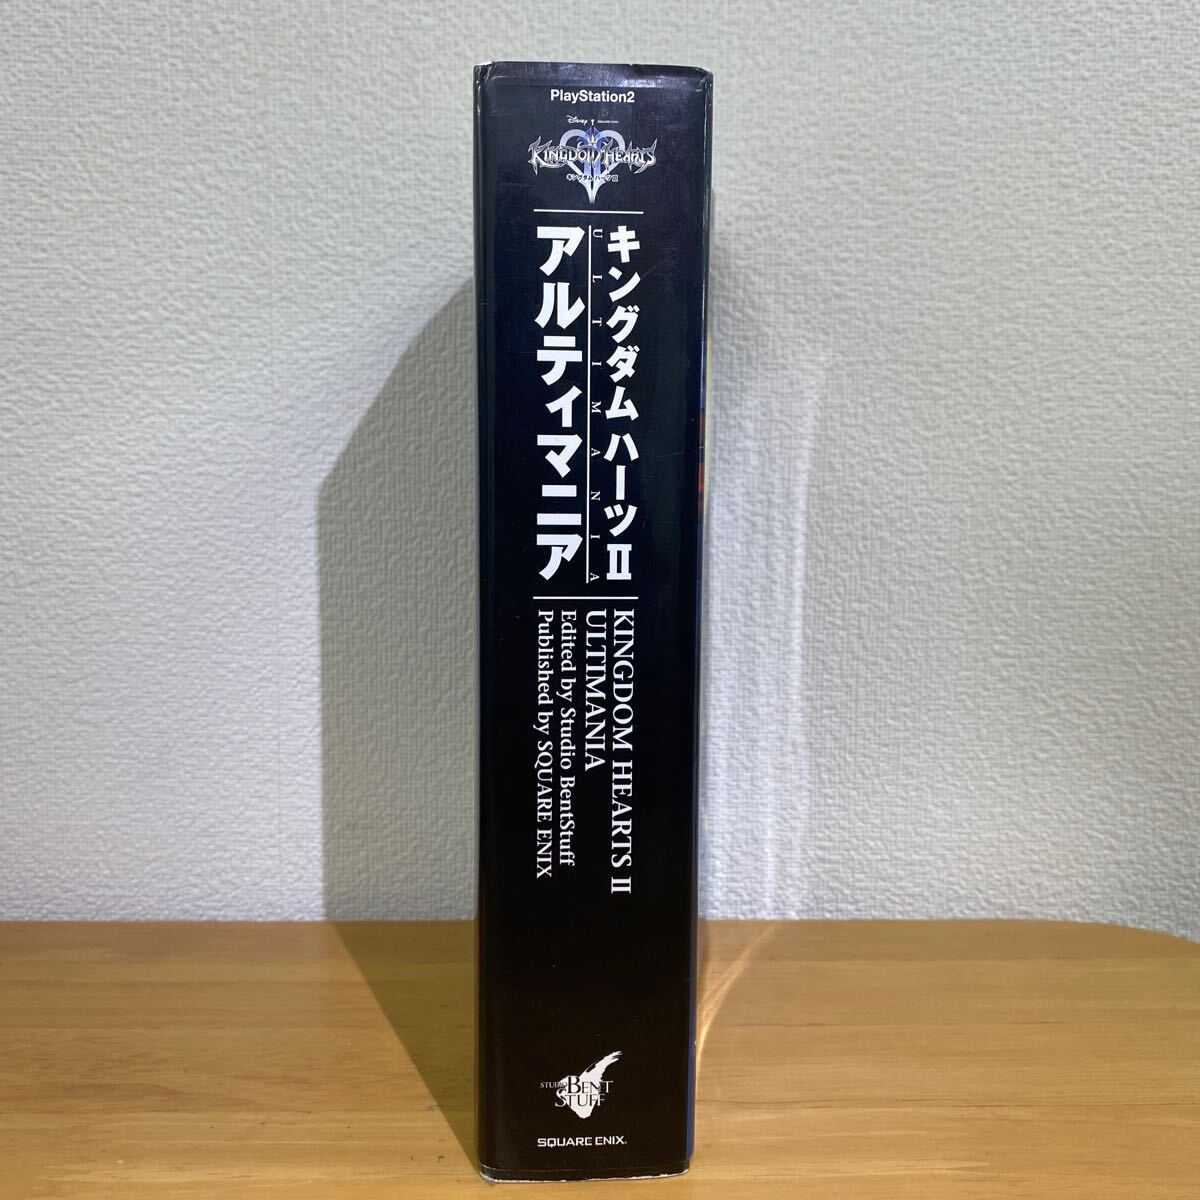 PlayStation2
Disney SQUARE ENIX
KINGDOM HEARTS II
キングダム ハーツII
キングダム ハーツII
ULTIMANIA
アルティマニア
KINGDOM HEARTS II
ULTIMANIA
Edited by Studio BentStuff
Published by SQUARE ENIX
STUDIO BENT
STUFF
SQUARE ENIX.